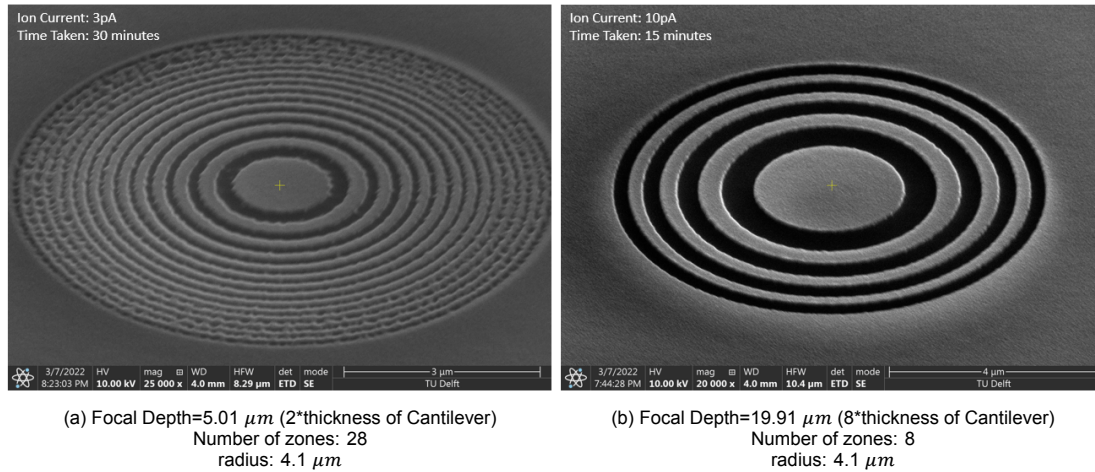 Ion Current: 3pA
Time Taken: 30 minutes
3/7/2022 HV mag WD HFW det mode 3 µm
8:23:03 PM 10.00 kV 25 000 x 4.0 mm 8.29 µm ETD SE TU Delft
(a) Focal Depth=5.01 µm (2*thickness of Cantilever)
Number of zones: 28
radius: 4.1 µm
Ion Current: 10pA
Time Taken: 15 minutes
3/7/2022 HV mag WD HFW det mode 4 µm
7:44:28 PM 10.00 kV 20 000 x 4.0 mm 10.4 µm ETD SE TU Delft
(b) Focal Depth=19.91 µm (8*thickness of Cantilever)
Number of zones: 8
radius: 4.1 µm